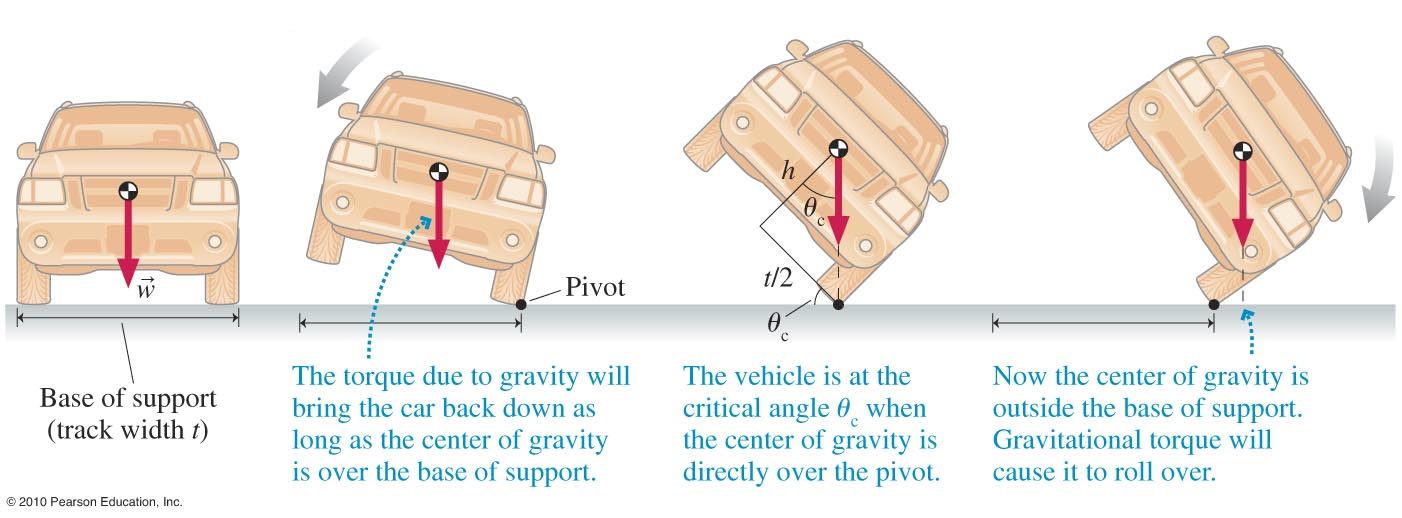 w⃗
Base of support
(track width t)
Pivot
The torque due to gravity will
bring the car back down as
long as the center of gravity
is over the base of support.
h
θc
t/2
θc
The vehicle is at the
critical angle θc when
the center of gravity is
directly over the pivot.
Now the center of gravity is
outside the base of support.
Gravitational torque will
cause it to roll over.
© 2010 Pearson Education, Inc.